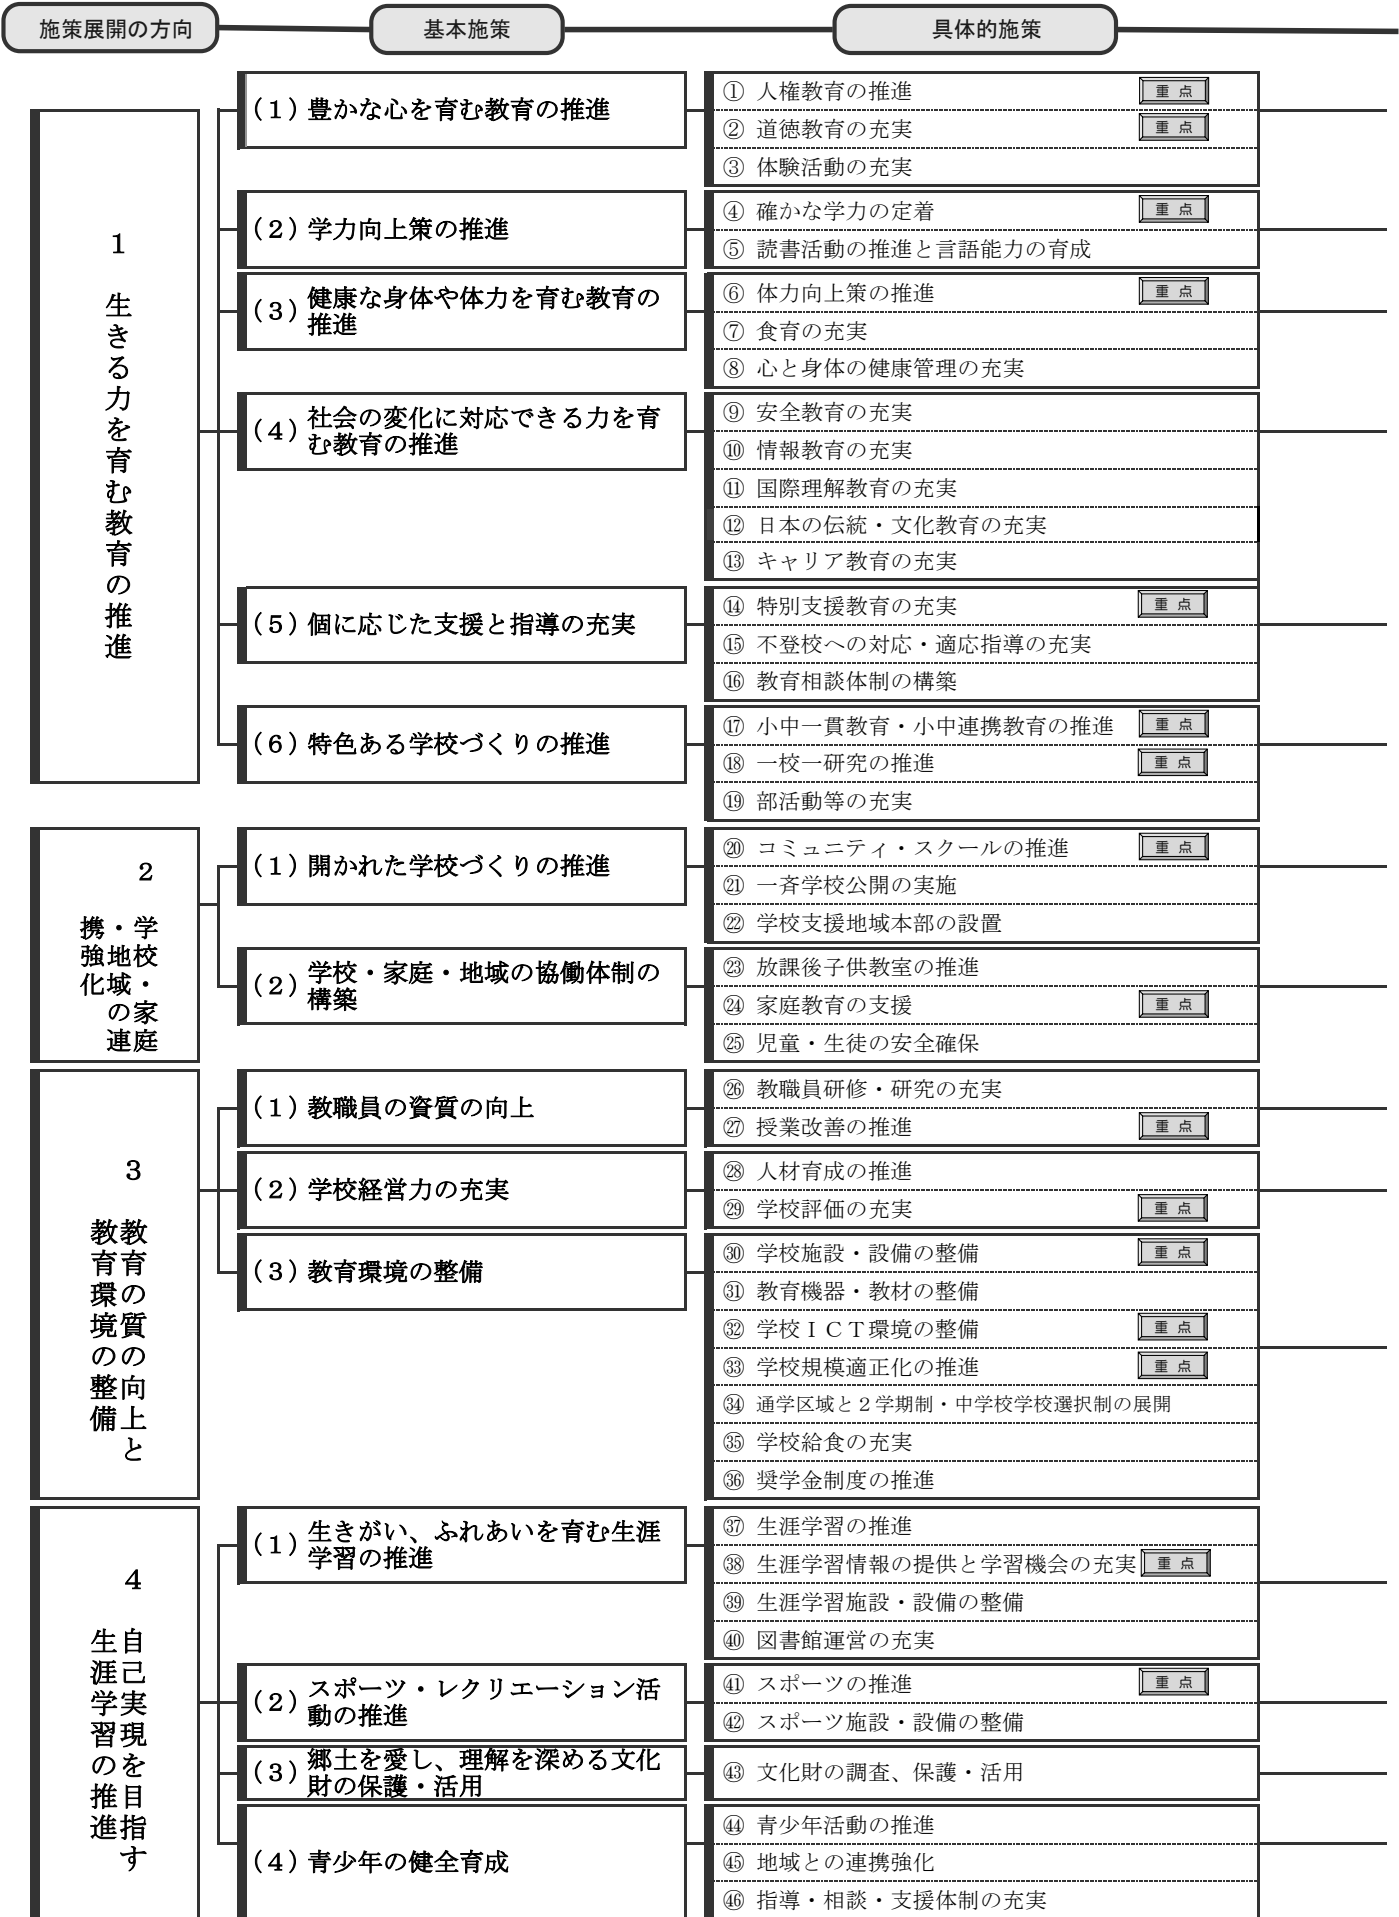 施策展開の方向
基本施策
具体的施策
1 生きる力を育む教育の推進
(1) 豊かな心を育む教育の推進
① 人権教育の推進 重点
② 道徳教育の充実 重点
③ 体験活動の充実
(2) 学力向上策の推進
④ 確かな学力の定着 重点
⑤ 読書活動の推進と言語能力の育成
(3) 健康な身体や体力を育む教育の
推進
⑥ 体力向上策の推進 重点
⑦ 食育の充実
⑧ 心と身体の健康管理の充実
(4) 社会の変化に対応できる力を育
む教育の推進
⑨ 安全教育の充実
⑩ 情報教育の充実
⑪ 国際理解教育の充実
⑫ 日本の伝統・文化教育の充実
⑬ キャリア教育の充実
(5) 個に応じた支援と指導の充実
⑭ 特別支援教育の充実 重点
⑮ 不登校への対応・適応指導の充実
⑯ 教育相談体制の構築
(6) 特色ある学校づくりの推進
⑰ 小中一貫教育・小中連携教育の推進 重点
⑱ 一校一研究の推進 重点
⑲ 部活動等の充実
2
学校・家庭
・地域の連
携強化
(1) 開かれた学校づくりの推進
⑳ コミュニティ・スクールの推進 重点
㉑ 一斉学校公開の実施
㉒ 学校支援地域本部の設置
(2) 学校・家庭・地域の協働体制の
構築
㉓ 放課後子供教室の推進
㉔ 家庭教育の支援 重点
㉕ 児童・生徒の安全確保
3
教育の質の向上と
教育環境の整備
(1) 教職員の資質の向上
㉖ 教職員研修・研究の充実
㉗ 授業改善の推進 重点
(2) 学校経営力の充実
㉘ 人材育成の推進
㉙ 学校評価の充実 重点
(3) 教育環境の整備
㉚ 学校施設・設備の整備 重点
㉛ 教育機器・教材の整備
㉜ 学校ＩＣＴ環境の整備 重点
㉝ 学校規模適正化の推進 重点
㉞ 通学区域と２学期制・中学校学校選択制の展開
㉟ 学校給食の充実
㊱ 奨学金制度の推進
4
自己実現を目指す
生涯学習の推進
(1) 生きがい、ふれあいを育む生涯
学習の推進
㊲ 生涯学習の推進
㊳ 生涯学習情報の提供と学習機会の充実 重点
㊴ 生涯学習施設・設備の整備
㊵ 図書館運営の充実
(2) スポーツ・レクリエーション活
動の推進
㊶ スポーツの推進 重点
㊷ スポーツ施設・設備の整備
(3) 郷土を愛し、理解を深める文化
財の保護・活用
㊸ 文化財の調査、保護・活用
(4) 青少年の健全育成
㊹ 青少年活動の推進
㊺ 地域との連携強化
㊻ 指導・相談・支援体制の充実